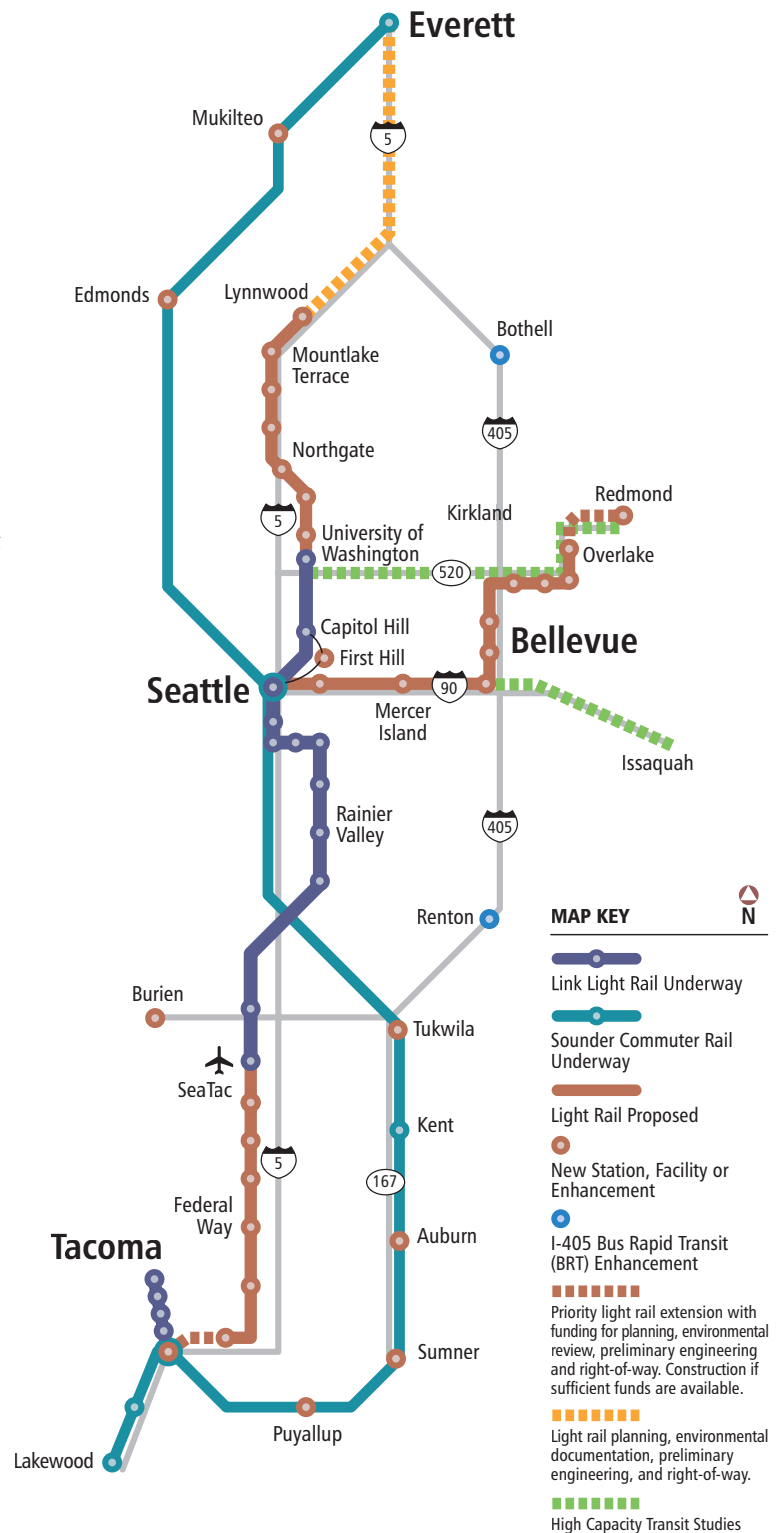 Everett
Mukilteo
5
Edmonds
Lynnwood
Bothell
Mountlake
Terrace
405
Northgate
Redmond
Kirkland
5
University of
Washington
Overlake
520
Capitol Hill
Bellevue
First Hill
Seattle
90
Mercer
Island
Issaquah
Rainier
Valley
405
Renton
Burien
Tukwila
SeaTac
Kent
5
167
Federal
Way
Auburn
Tacoma
Sumner
Puyallup
Lakewood
N
MAP KEY
Link Light Rail Underway
Sounder Commuter Rail
Underway
Light Rail Proposed
New Station, Facility or
Enhancement
I-405 Bus Rapid Transit
(BRT) Enhancement
Priority light rail extension with
funding for planning, environmental
review, preliminary engineering
and right-of-way. Construction if
sufficient funds are available.
Light rail planning, environmental
documentation, preliminary
engineering, and right-of-way.
High Capacity Transit Studies